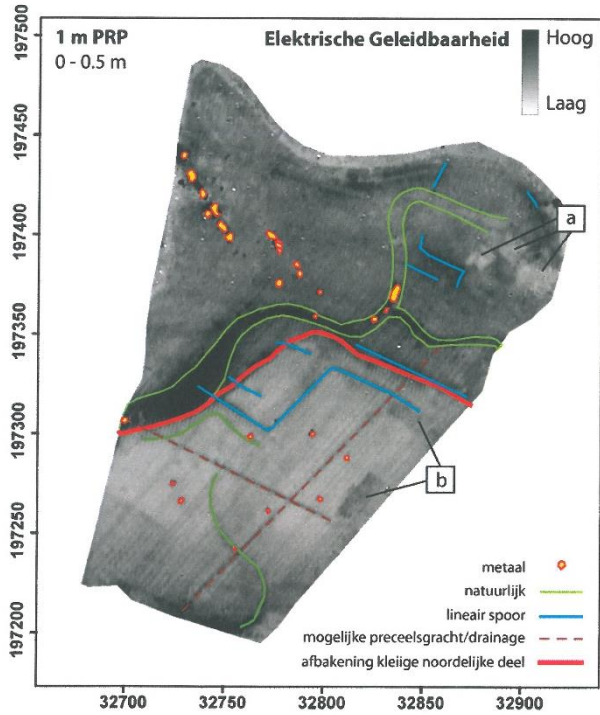 1 m PRP
0 - 0.5 m
Elektrische Geleidbaarheid
Hoog
Laag
197500
197450
197400
197350
197300
197250
197200
a
b
metaal
natuurlijk
lineair spoor
mogelijke preceelsgracht/drainage
afbakening kleiige noordelijke deel
32700
32750
32800
32850
32900